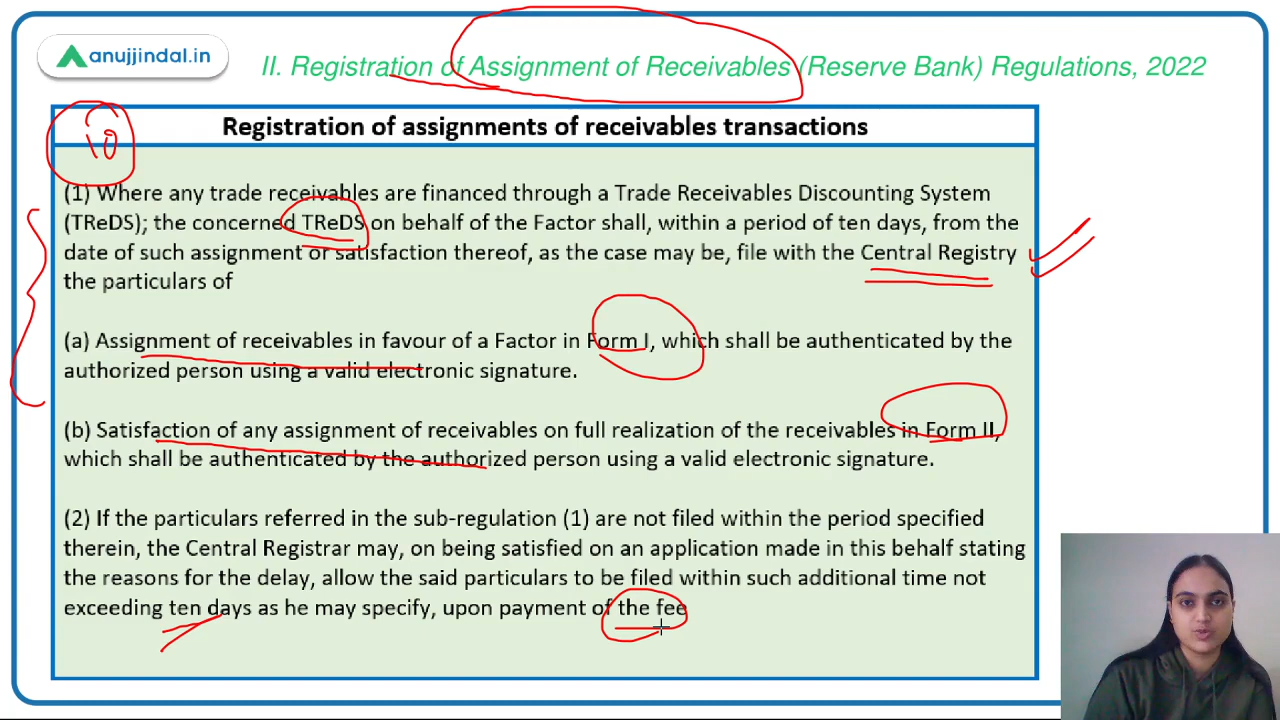 anujjindal.in
II. Registration of Assignment of Receivables (Reserve Bank) Regulations, 2022
10
Registration of assignments of receivables transactions
(1) Where any trade receivables are financed through a Trade Receivables Discounting System
(TReDS); the concerned TReDS on behalf of the Factor shall, within a period of ten days, from the
date of such assignment or satisfaction thereof, as the case may be, file with the Central Registry
the particulars of
(a) Assignment of receivables in favour of a Factor in Form I, which shall be authenticated by the
authorized person using a valid electronic signature.
(b) Satisfaction of any assignment of receivables on full realization of the receivables in Form II,
which shall be authenticated by the authorized person using a valid electronic signature.
(2) If the particulars referred in the sub-regulation (1) are not filed within the period specified
therein, the Central Registrar may, on being satisfied on an application made in this behalf stating
the reasons for the delay, allow the said particulars to be filed within such additional time not
exceeding ten days as he may specify, upon payment of the fee